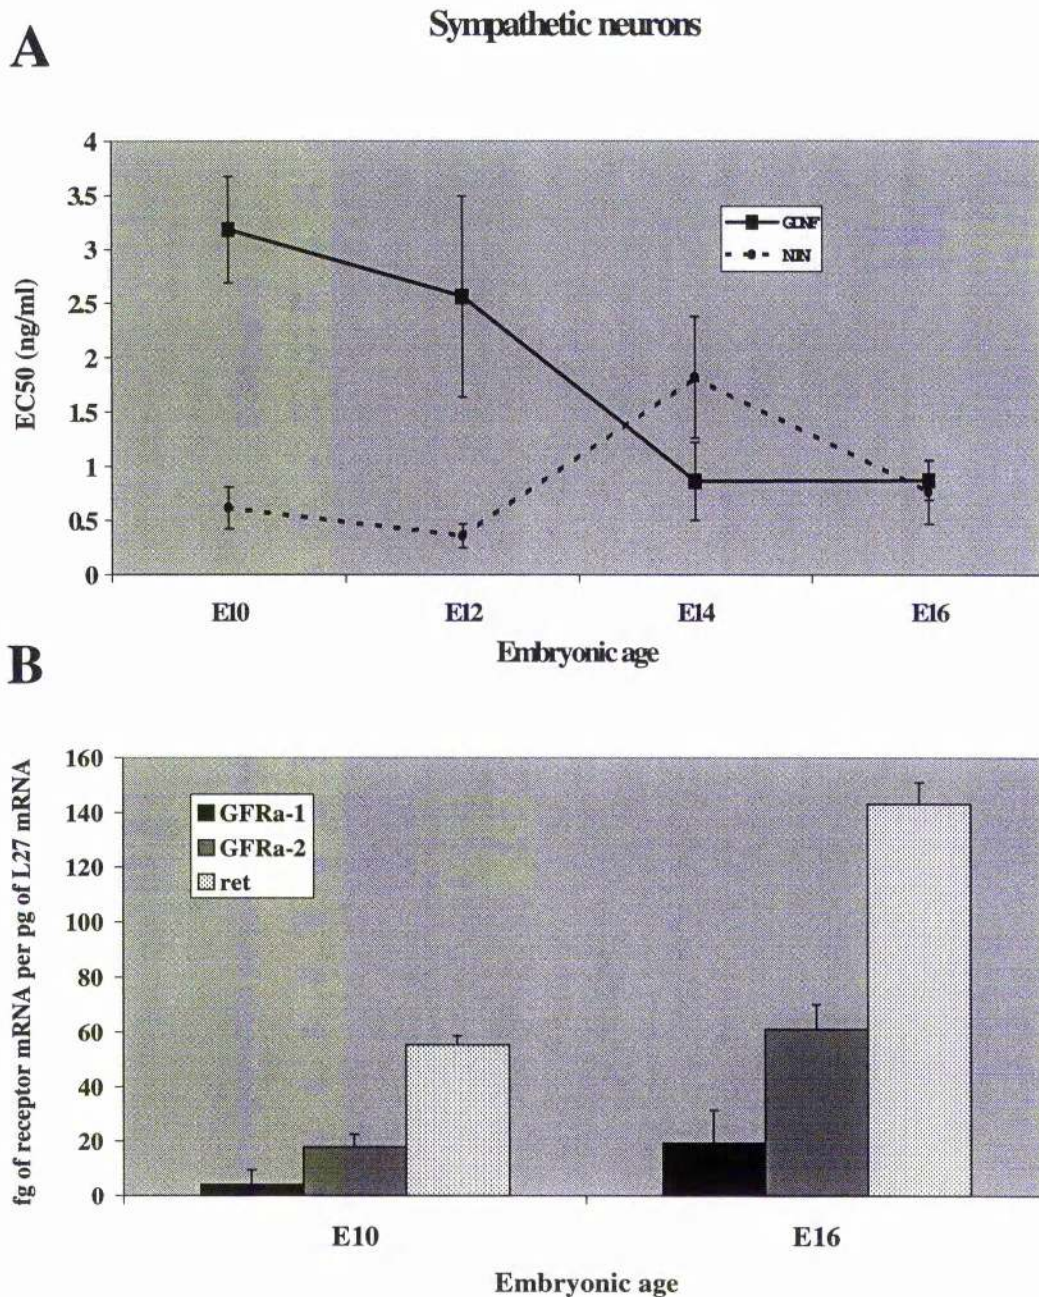 Sympathetic neurons
A
4
3.5
3
2.5
2
1.5
1
0.5
0
EC50 (ng/ml)
GDNF
NTN
E10 E12 E14 E16
Embryonic age
B
160
140
120
100
80
60
40
20
0
fg of receptor mRNA per pg of L27 mRNA
GFRa-1
GFRa-2
ret
E10 E16
Embryonic age